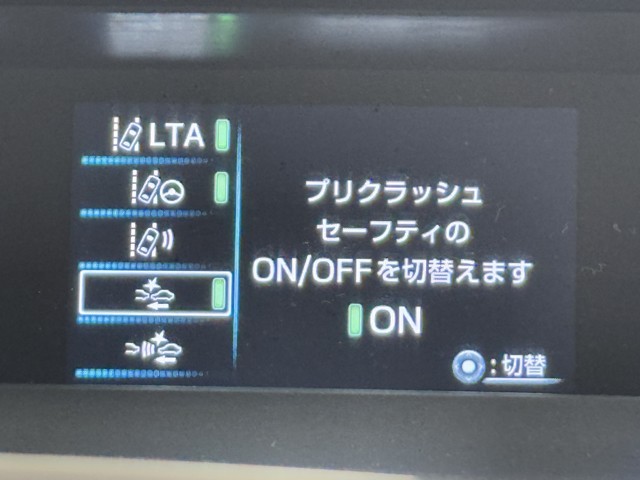 LTA
プリクラッシュ
セーフティの
ON/OFFを切替えます
ON
:切替